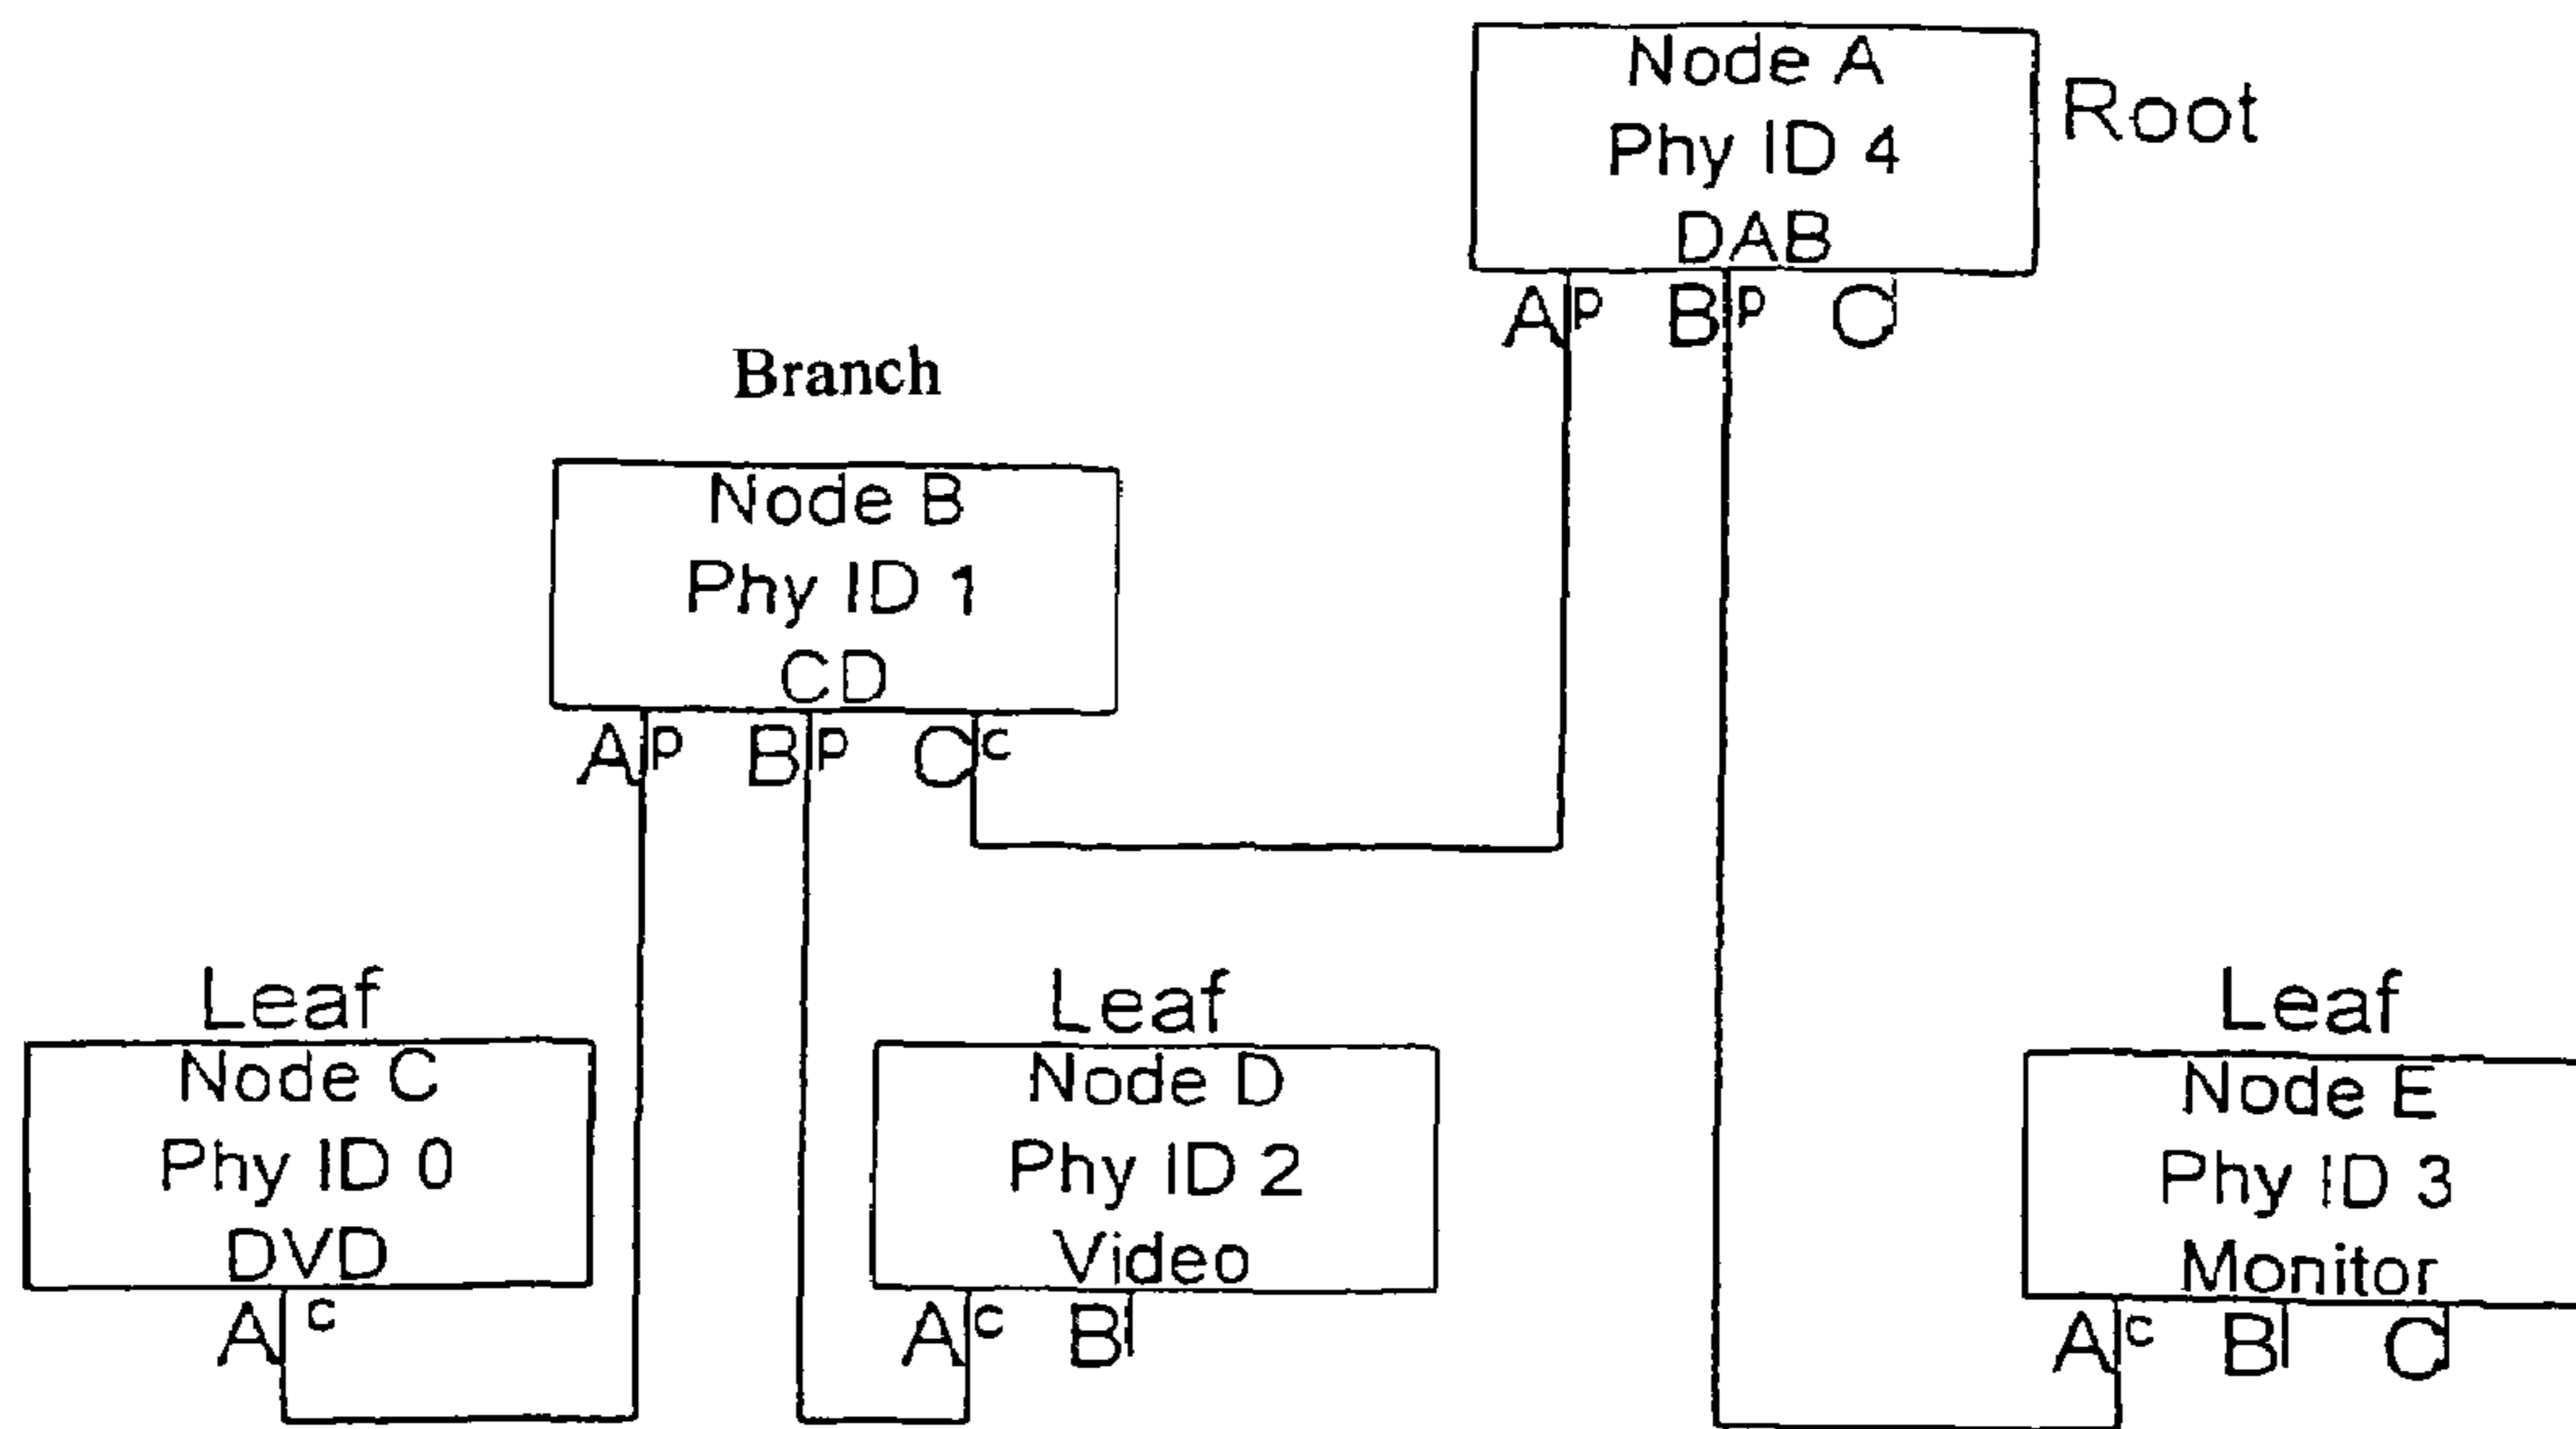 Node A
Phy ID 4
DAB
Root
A p B p C
Branch
Node B
Phy ID 1
CD
A p B p C c
Leaf
Node C
Phy ID 0
DVD
A c
Leaf
Node D
Phy ID 2
Video
A c B
Leaf
Node E
Phy ID 3
Monitor
A c B C